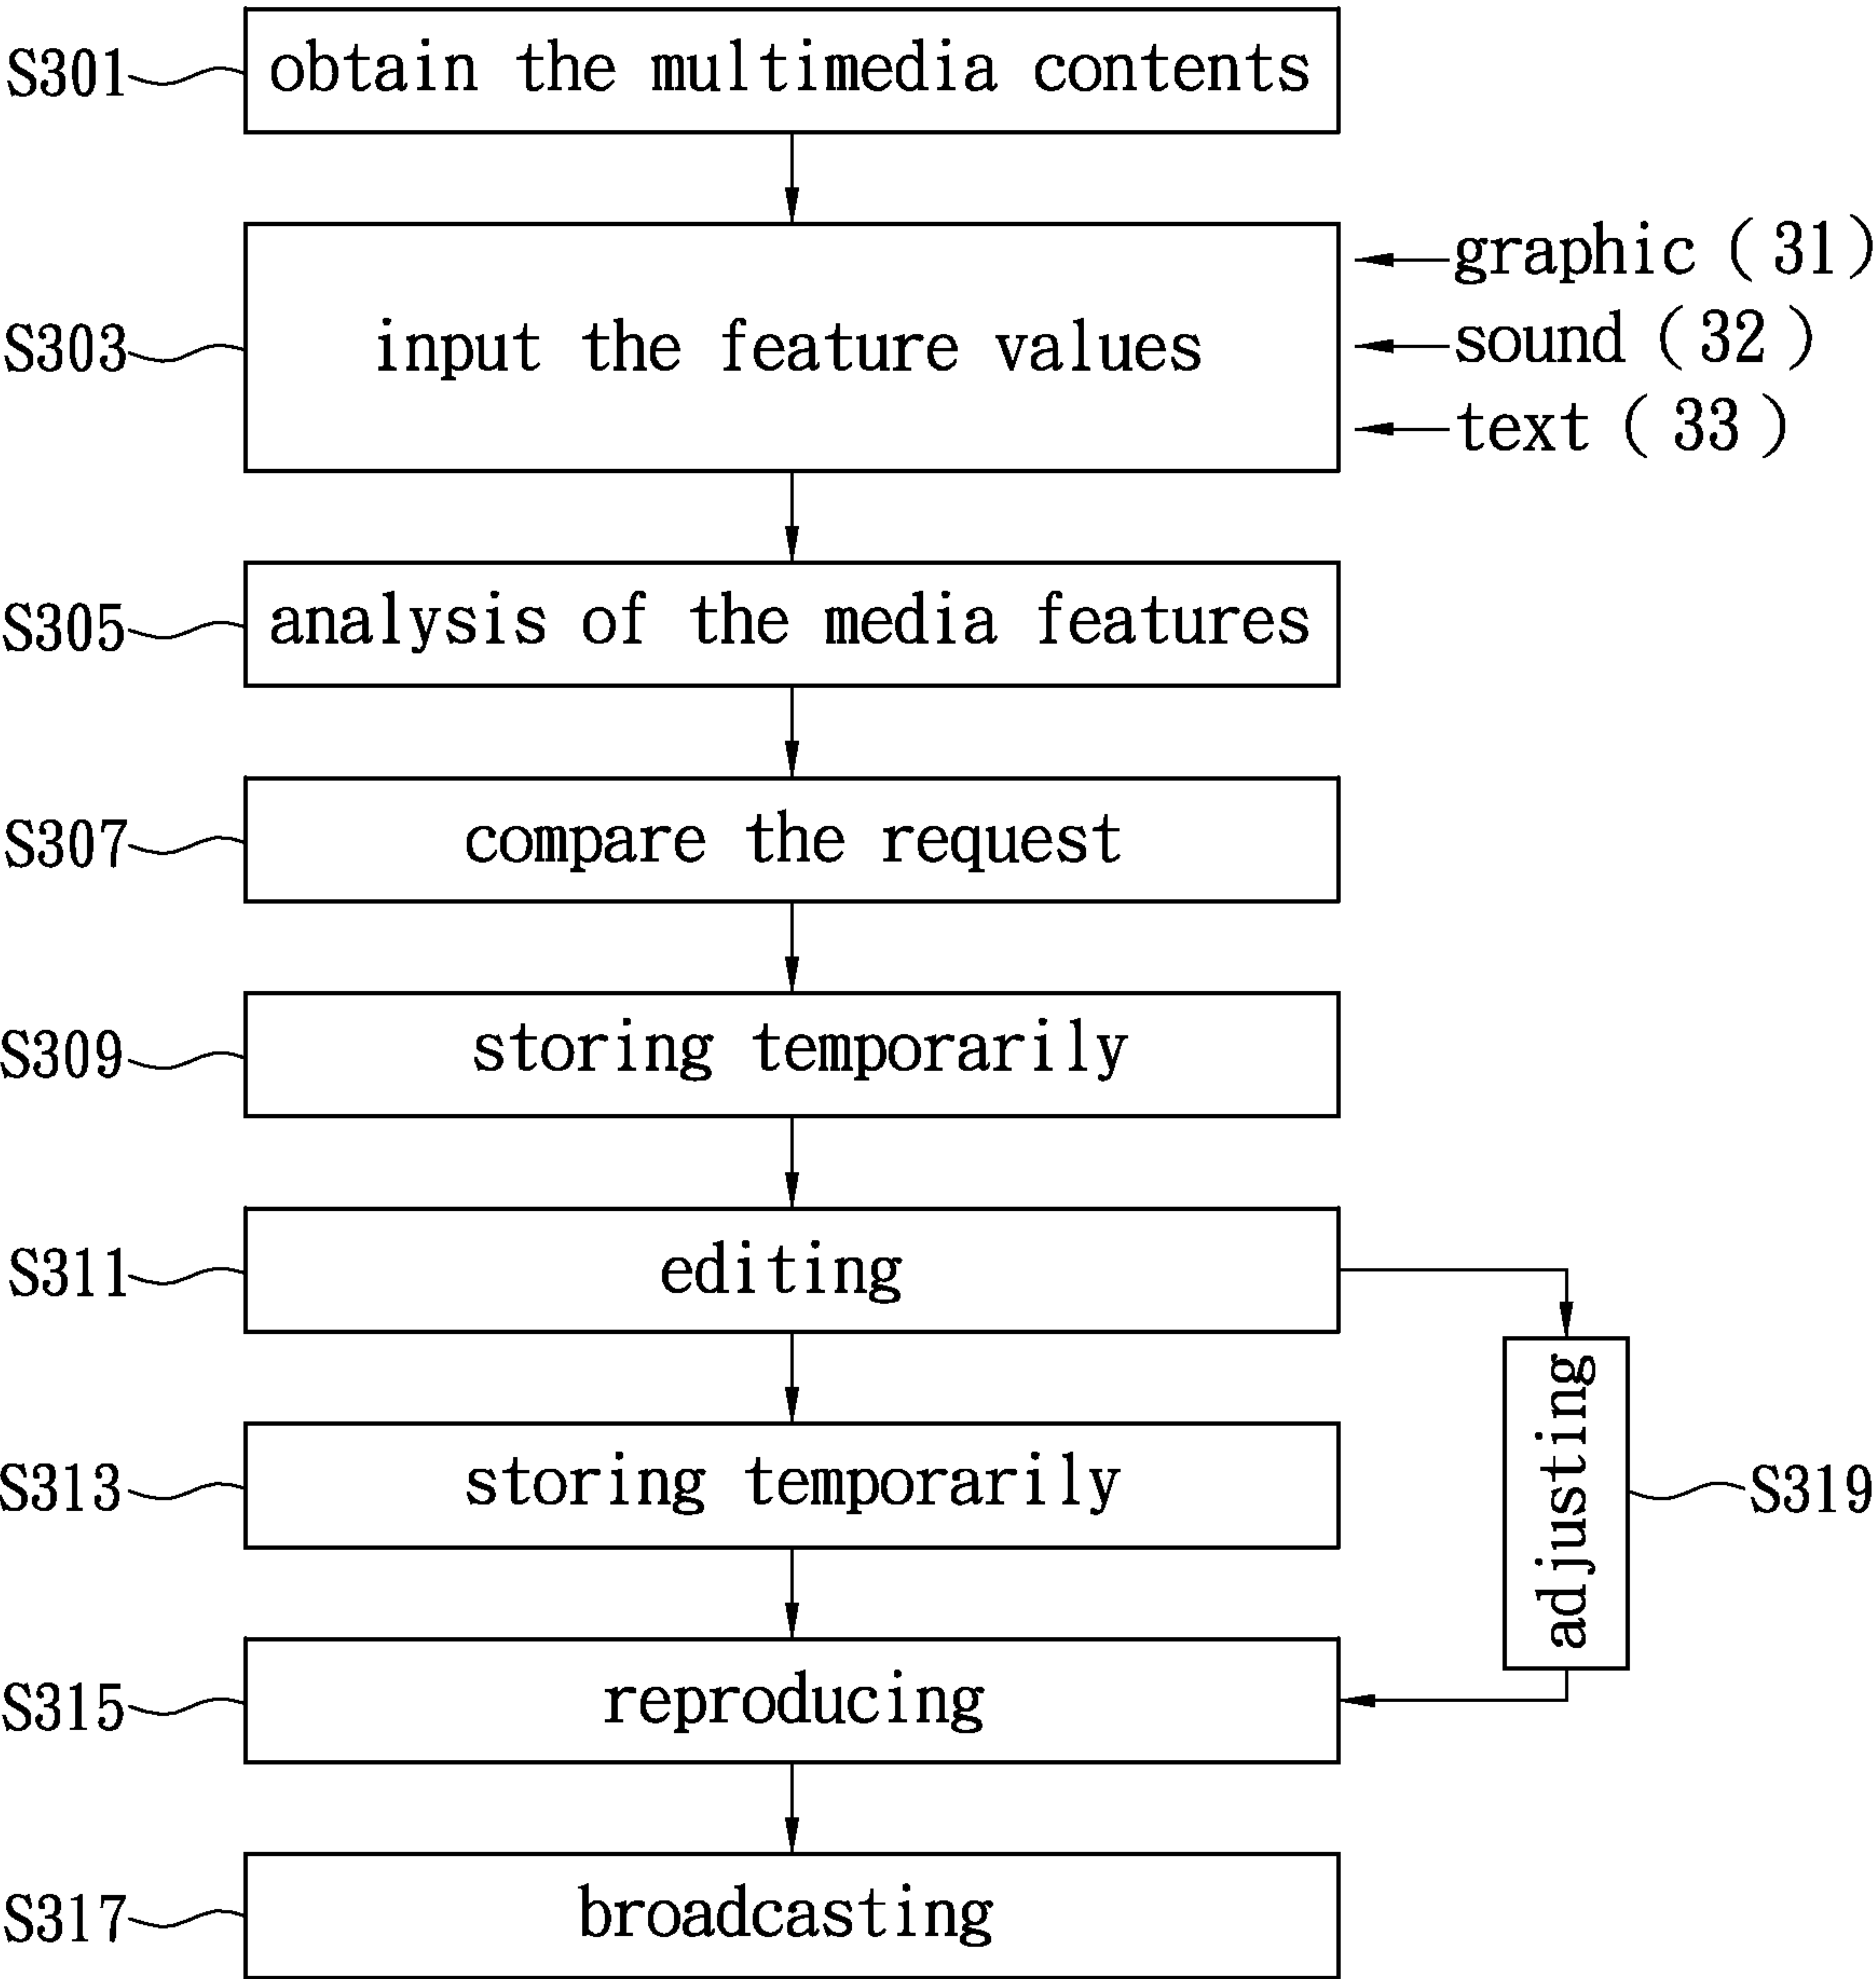 S301 obtain the multimedia contents
graphic (31)
S303 input the feature values sound (32)
text (33)
S305 analysis of the media features
S307 compare the request
S309 storing temporarily
S311 editing
S313 storing temporarily
adjusting S319
S315 reproducing
S317 broadcasting